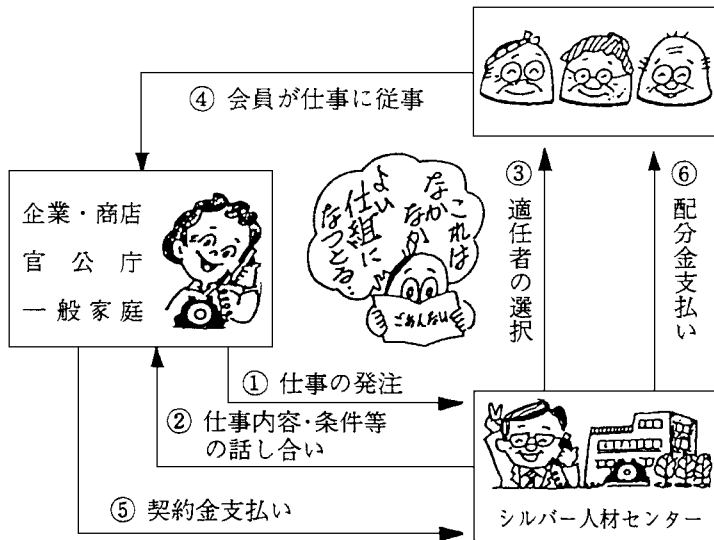 ④ 会員が仕事に従事
企業・商店
官公庁
一般家庭
これは
なかなか
よい
仕組に
なっとる…
ごあんない
③ 適任者の選択
⑥ 配分金支払い
① 仕事の発注
② 仕事内容・条件等
の話し合い
⑤ 契約金支払い
シルバー人材センター